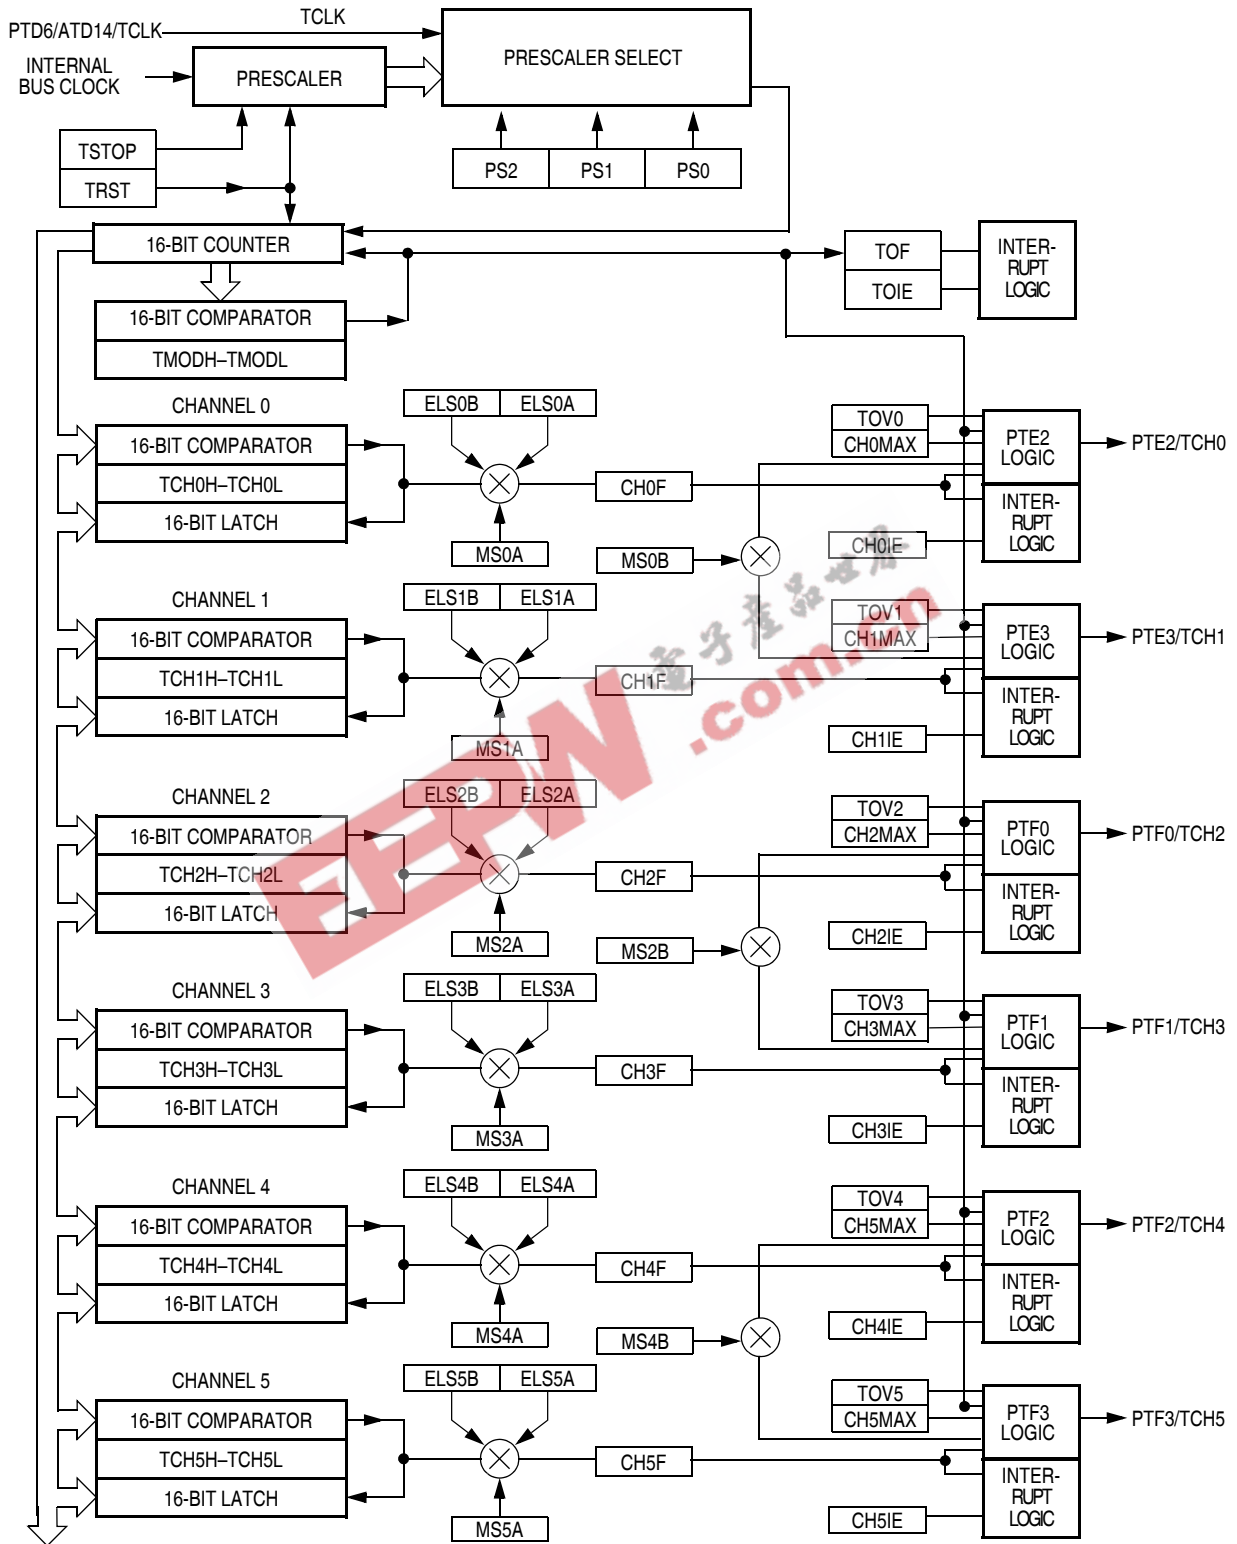 TCLK
PTD6/ATD14/TCLK
PRESCALER SELECT
INTERNAL
BUS CLOCK
PRESCALER
TSTOP
TRST
PS2 PS1 PS0
16-BIT COUNTER
TOF
TOIE
INTER-
RUPT
LOGIC
16-BIT COMPARATOR
TMODH–TMODL
CHANNEL 0
ELS0B ELS0A
16-BIT COMPARATOR
TCH0H–TCH0L
16-BIT LATCH
MS0A
CH0F
MS0B
TOV0
CH0MAX
CH0IE
PTE2
LOGIC
INTER-
RUPT
LOGIC
PTE2/TCH0
CHANNEL 1
ELS1B ELS1A
16-BIT COMPARATOR
TCH1H–TCH1L
16-BIT LATCH
MS1A
CH1F
TOV1
CH1MAX
CH1IE
PTE3
LOGIC
INTER-
RUPT
LOGIC
PTE3/TCH1
電子產品世界
EEPW.com.cn
CHANNEL 2
ELS2B ELS2A
16-BIT COMPARATOR
TCH2H–TCH2L
16-BIT LATCH
MS2A
CH2F
MS2B
TOV2
CH2MAX
CH2IE
PTF0
LOGIC
INTER-
RUPT
LOGIC
PTF0/TCH2
CHANNEL 3
ELS3B ELS3A
16-BIT COMPARATOR
TCH3H–TCH3L
16-BIT LATCH
MS3A
CH3F
TOV3
CH3MAX
CH3IE
PTF1
LOGIC
INTER-
RUPT
LOGIC
PTF1/TCH3
CHANNEL 4
ELS4B ELS4A
16-BIT COMPARATOR
TCH4H–TCH4L
16-BIT LATCH
MS4A
CH4F
MS4B
TOV4
CH5MAX
CH4IE
PTF2
LOGIC
INTER-
RUPT
LOGIC
PTF2/TCH4
CHANNEL 5
ELS5B ELS5A
16-BIT COMPARATOR
TCH5H–TCH5L
16-BIT LATCH
MS5A
CH5F
TOV5
CH5MAX
CH5IE
PTF3
LOGIC
INTER-
RUPT
LOGIC
PTF3/TCH5